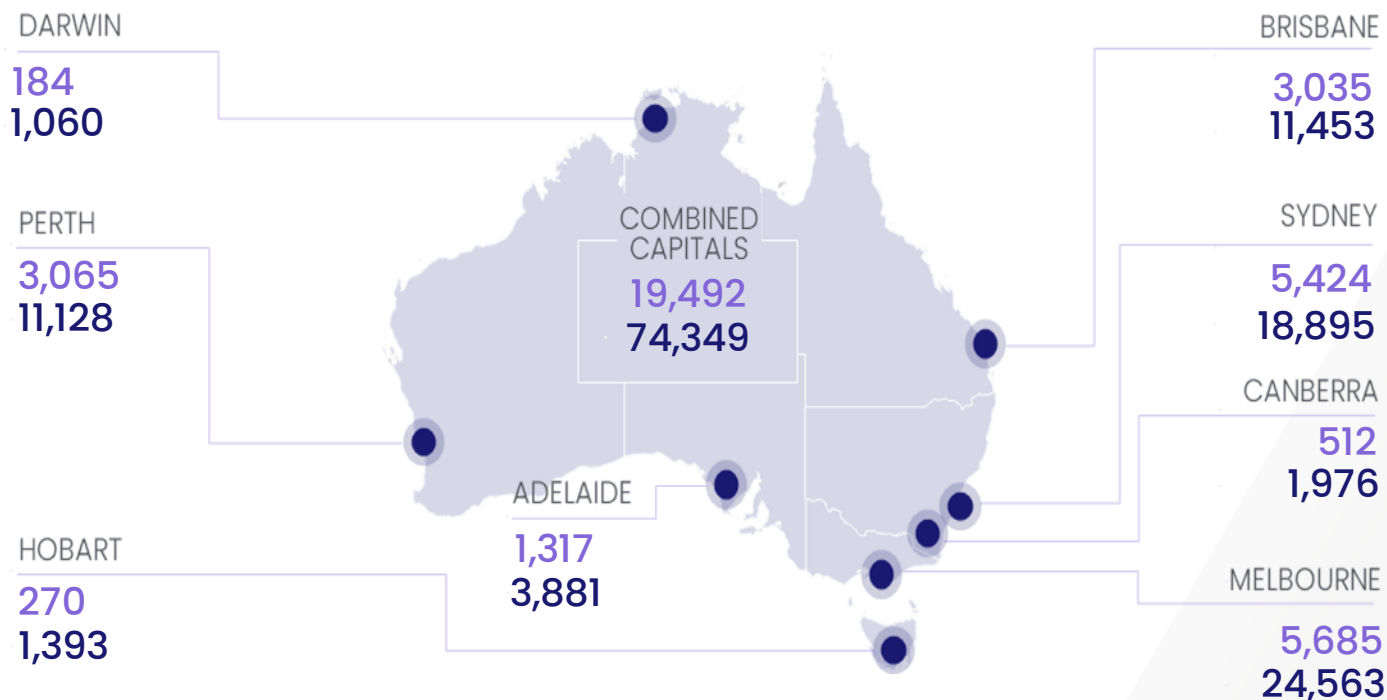 DARWIN
184
1,060
PERTH
3,065
11,128
HOBART
270
1,393
COMBINED
CAPITALS
19,492
74,349
ADELAIDE
1,317
3,881
BRISBANE
3,035
11,453
SYDNEY
5,424
18,895
CANBERRA
512
1,976
MELBOURNE
5,685
24,563